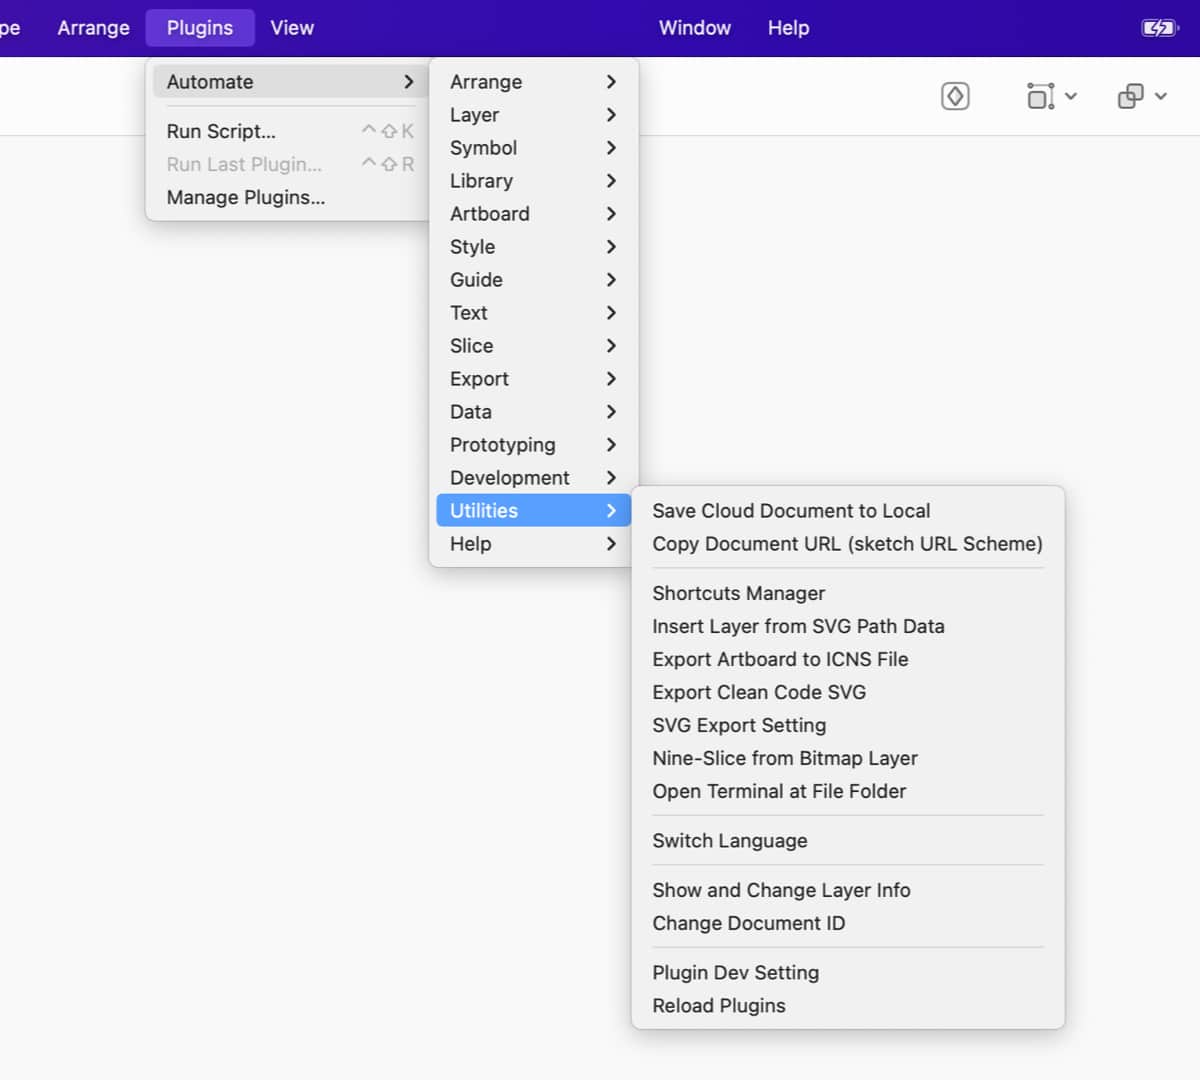 pe Arrange Plugins View Window Help
Automate
Run Script... ^⇧K
Run Last Plugin... ^⇧R
Manage Plugins...
Arrange
Layer
Symbol
Library
Artboard
Style
Guide
Text
Slice
Export
Data
Prototyping
Development
Utilities
Help
Save Cloud Document to Local
Copy Document URL (sketch URL Scheme)
Shortcuts Manager
Insert Layer from SVG Path Data
Export Artboard to ICNS File
Export Clean Code SVG
SVG Export Setting
Nine-Slice from Bitmap Layer
Open Terminal at File Folder
Switch Language
Show and Change Layer Info
Change Document ID
Plugin Dev Setting
Reload Plugins